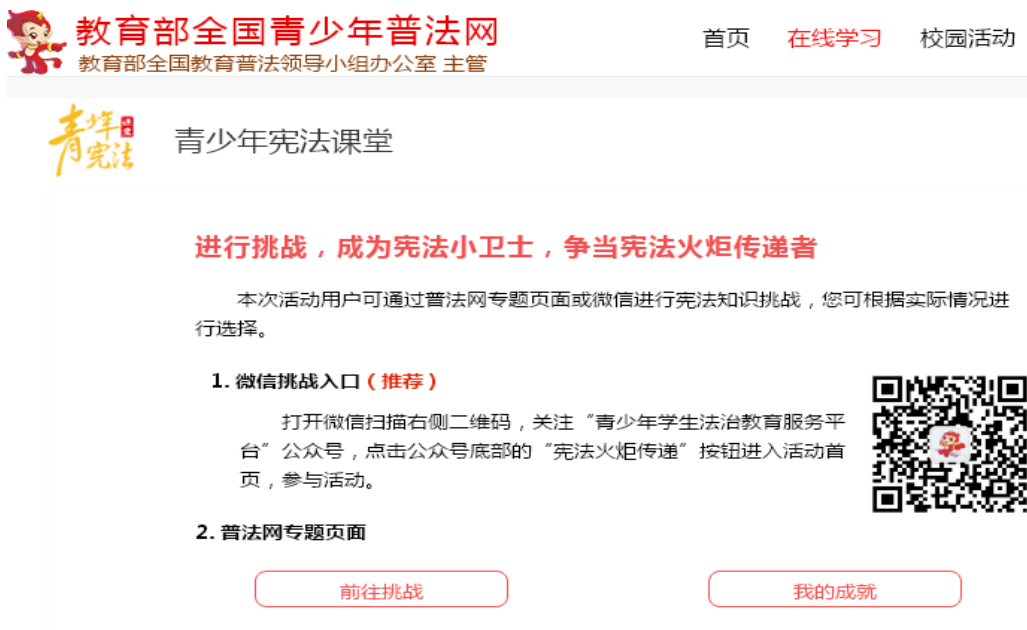 教育部全国青少年普法网
教育部全国教育普法领导小组办公室 主管
首页 在线学习 校园活动
青少年宪法课堂
青少年宪法课堂
进行挑战，成为宪法小卫士，争当宪法火炬传递者
本次活动用户可通过普法网专题页面或微信进行宪法知识挑战，您可根据实际情况进
行选择。
1. 微信挑战入口（推荐）
打开微信扫描右侧二维码，关注“青少年学生法治教育服务平
台”公众号，点击公众号底部的“宪法火炬传递”按钮进入活动首
页，参与活动。
2. 普法网专题页面
前往挑战 我的成就